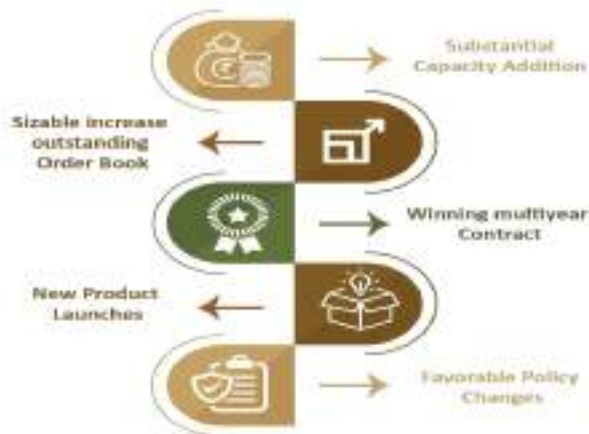 Substantial
Capacity Addition
Sizable increase
outstanding
Order Book
Winning multiyear
Contract
New Product
Launches
Favorable Policy
Changes